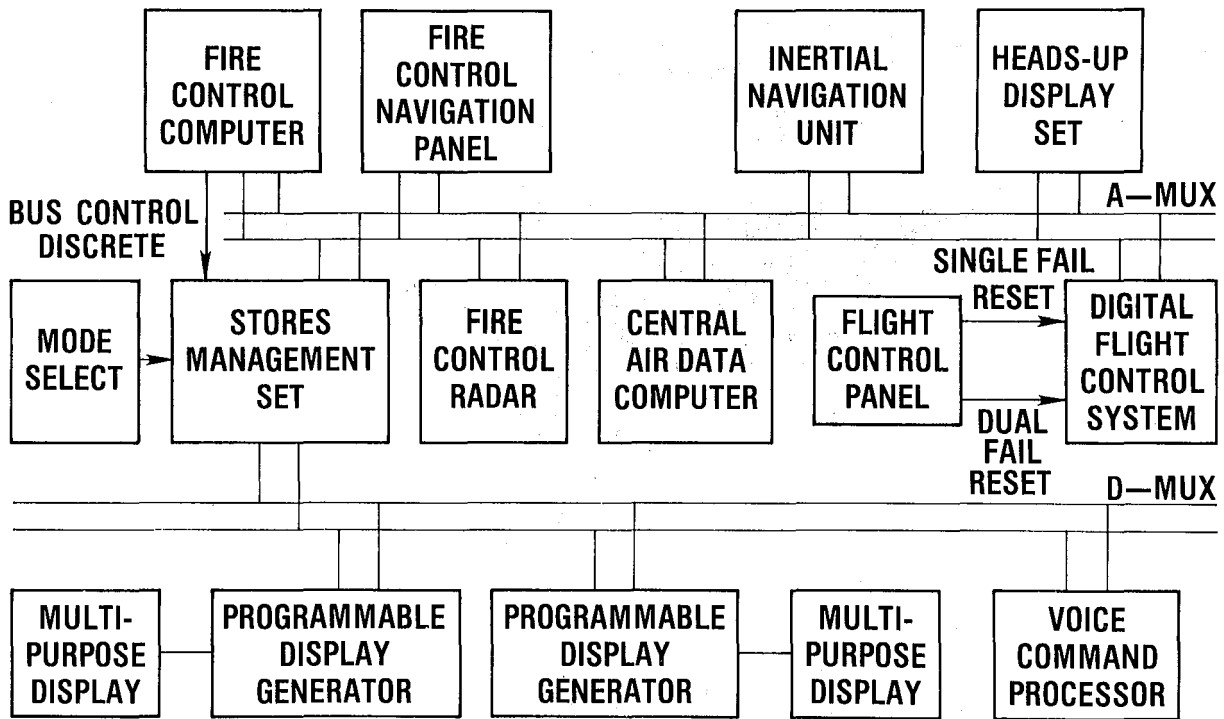 FIRE
CONTROL
COMPUTER
FIRE
CONTROL
NAVIGATION
PANEL
INERTIAL
NAVIGATION
UNIT
HEADS-UP
DISPLAY
SET
BUS CONTROL
DISCRETE
A—MUX
MODE
SELECT
STORES
MANAGEMENT
SET
FIRE
CONTROL
RADAR
CENTRAL
AIR DATA
COMPUTER
FLIGHT
CONTROL
PANEL
SINGLE FAIL
RESET
DUAL
FAIL
RESET
DIGITAL
FLIGHT
CONTROL
SYSTEM
D—MUX
MULTI-
PURPOSE
DISPLAY
PROGRAMMABLE
DISPLAY
GENERATOR
PROGRAMMABLE
DISPLAY
GENERATOR
MULTI-
PURPOSE
DISPLAY
VOICE
COMMAND
PROCESSOR